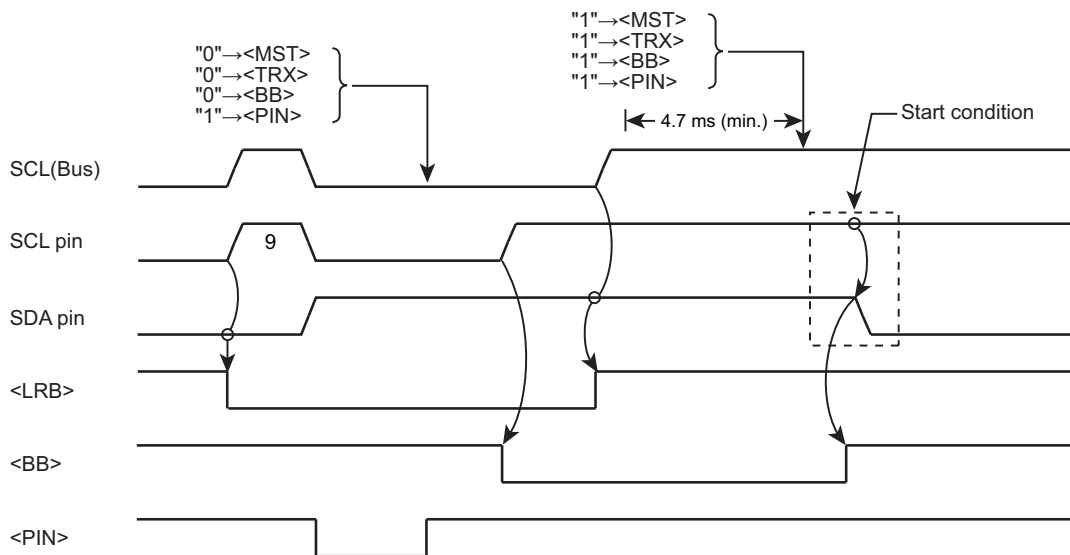 "0"→<MST>
"0"→<TRX>
"0"→<BB>
"1"→<PIN>
"1"→<MST>
"1"→<TRX>
"1"→<BB>
"1"→<PIN>
4.7 ms (min.)
Start condition
SCL(Bus)
SCL pin
9
SDA pin
<LRB>
<BB>
<PIN>